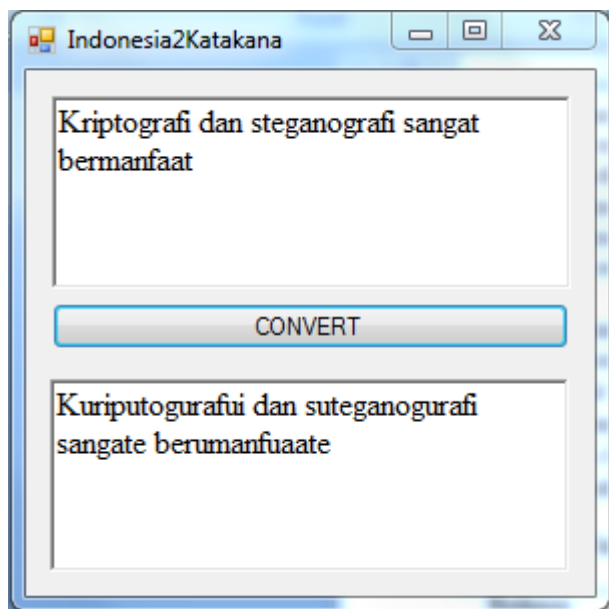 Indonesia2Katakana
Kriptografi dan steganografi sangat
bermanfaat
CONVERT
Kuriputogurafui dan suteganogurafi
sangate berumanfuaate